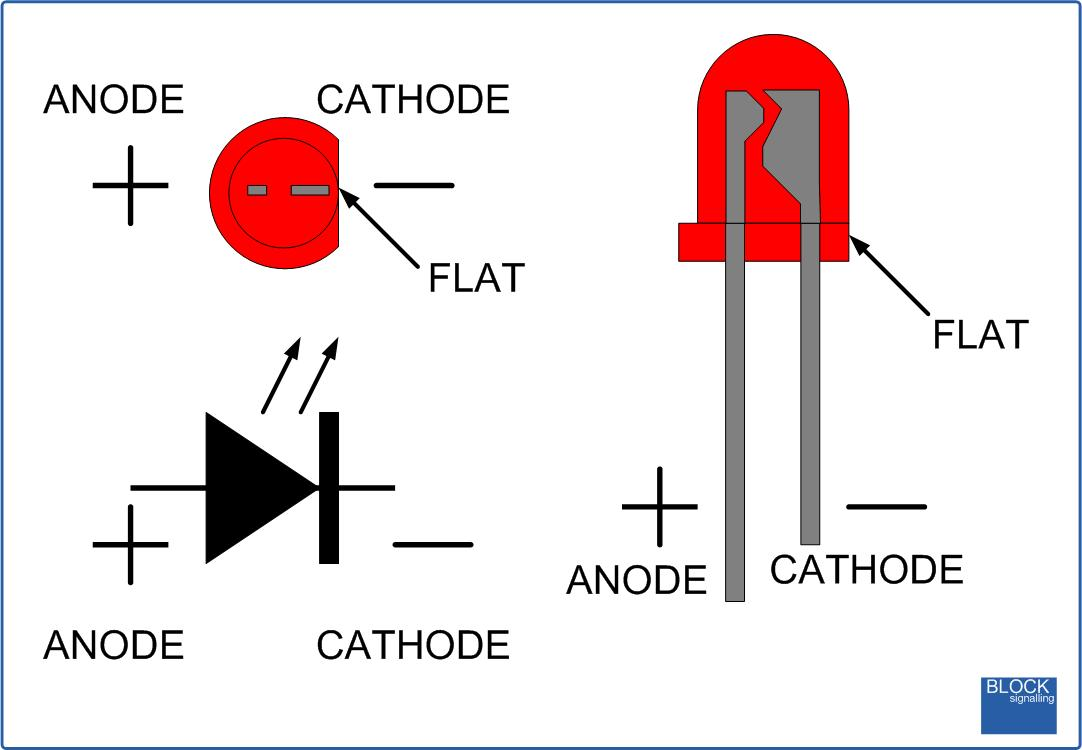 ANODE
CATHODE
+
−
FLAT
FLAT
+
−
ANODE
CATHODE
+
−
ANODE
CATHODE
BLOCK
signalling